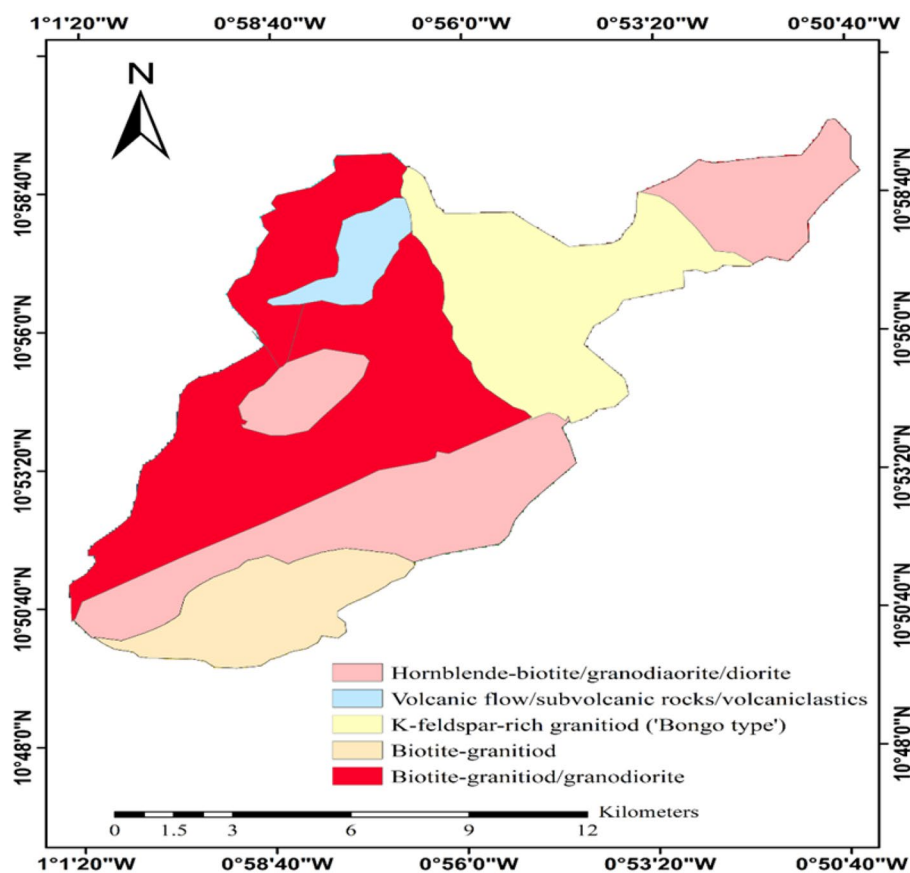 1°1'20"W 0°58'40"W 0°56'0"W 0°53'20"W 0°50'40"W
N
10°58'40"N 10°58'40"N
10°56'0"N 10°56'0"N
10°53'20"N 10°53'20"N
10°50'40"N 10°50'40"N
10°48'0"N 10°48'0"N
Hornblende-biotite/granodiaorite/diorite
Volcanic flow/subvolcanic rocks/volcaniclastics
K-feldspar-rich granitiod ('Bongo type')
Biotite-granitiod
Biotite-granitiod/granodiorite
Kilometers
0 1.5 3 6 9 12
1°1'20"W 0°58'40"W 0°56'0"W 0°53'20"W 0°50'40"W